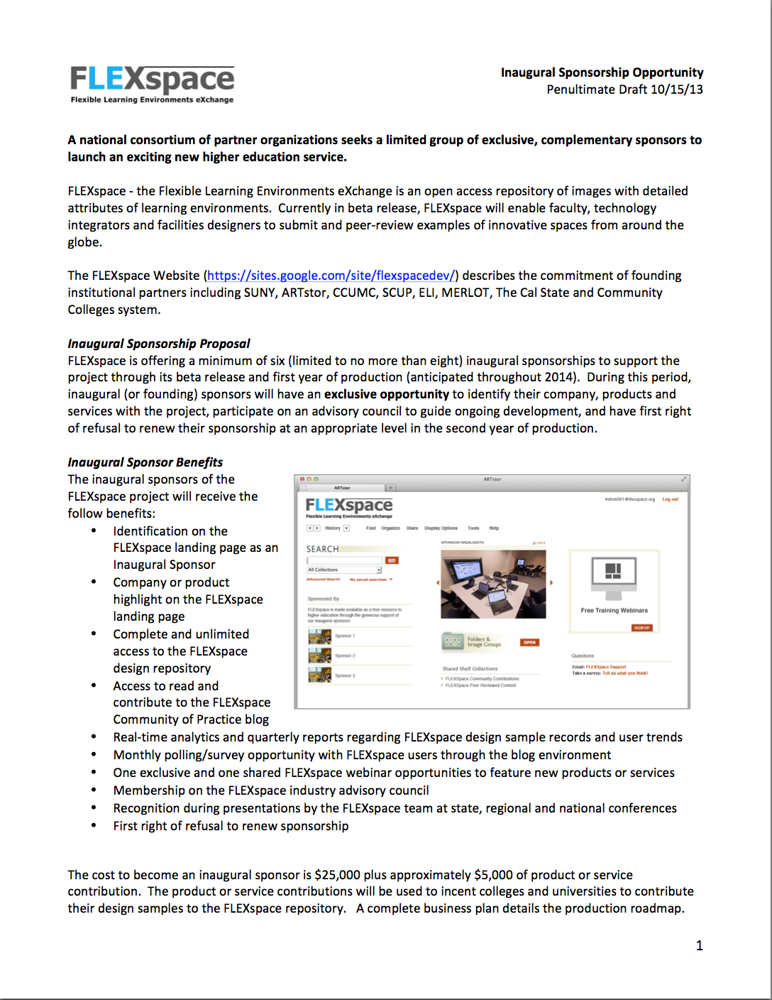 FLEXspace
Flexible Learning Environments eXchange
Inaugural Sponsorship Opportunity
Penultimate Draft 10/15/13
A national consortium of partner organizations seeks a limited group of exclusive, complementary sponsors to
launch an exciting new higher education service.
FLEXspace - the Flexible Learning Environments eXchange is an open access repository of images with detailed
attributes of learning environments.  Currently in beta release, FLEXspace will enable faculty, technology
integrators and facilities designers to submit and peer-review examples of innovative spaces from around the
globe.
The FLEXspace Website (https://sites.google.com/site/flexspacedev/) describes the commitment of founding
institutional partners including SUNY, ARTstor, CCUMC, SCUP, ELI, MERLOT, The Cal State and Community
Colleges system.
Inaugural Sponsorship Proposal
FLEXspace is offering a minimum of six (limited to no more than eight) inaugural sponsorships to support the
project through its beta release and first year of production (anticipated throughout 2014).  During this period,
inaugural (or founding) sponsors will have an exclusive opportunity to identify their company, products and
services with the project, participate on an advisory council to guide ongoing development, and have first right
of refusal to renew their sponsorship at an appropriate level in the second year of production.
Inaugural Sponsor Benefits
The inaugural sponsors of the
FLEXspace project will receive the
follow benefits:
• Identification on the
FLEXspace landing page as an
Inaugural Sponsor
• Company or product
highlight on the FLEXspace
landing page
• Complete and unlimited
access to the FLEXspace
design repository
• Access to read and
contribute to the FLEXspace
Community of Practice blog
• Real-time analytics and quarterly reports regarding FLEXspace design sample records and user trends
• Monthly polling/survey opportunity with FLEXspace users through the blog environment
• One exclusive and one shared FLEXspace webinar opportunities to feature new products or services
• Membership on the FLEXspace industry advisory council
• Recognition during presentations by the FLEXspace team at state, regional and national conferences
• First right of refusal to renew sponsorship
ARTstor
ARTstor
FLEXspace
Flexible Learning Environments eXchange
Admin001@flexspace.org Log out
History Find Organize Share Display Options Tools Help
SEARCH
GO
All Collections
Advanced Search My saved searches
Sponsored By
FLEXspace is made available as a free resource to
higher education through the generous support of
our inaugural sponsors
Sponsor 1
Sponsor 2
Sponsor 3
SPONSOR HIGHLIGHTS
INFO
Folders &
Image Groups
OPEN
Shared Shelf Collections
FLEXSpace Community Contributions
FLEXSpace Peer Reviewed Content
Free Training Webinars
SIGN UP
Questions
Email: FLEXSpace Support
Take a survey: Tell us what you think!
The cost to become an inaugural sponsor is $25,000 plus approximately $5,000 of product or service
contribution.  The product or service contributions will be used to incent colleges and universities to contribute
their design samples to the FLEXspace repository.   A complete business plan details the production roadmap.
1